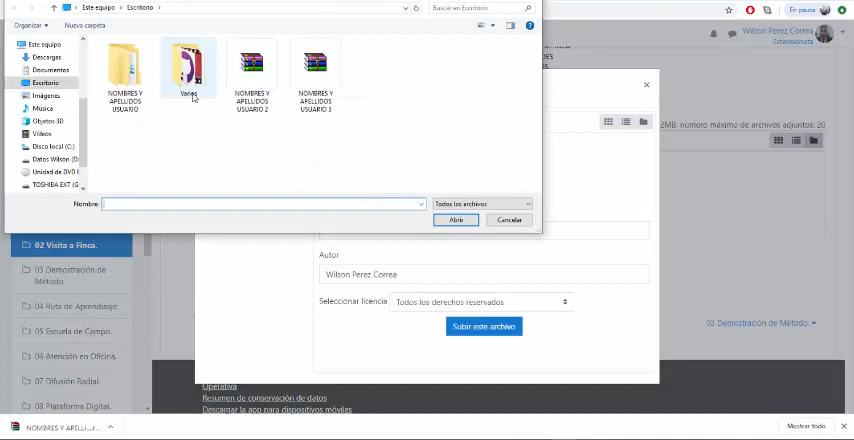 Este equipo > Escritorio >
Buscar en Escritorio
En pausa
Organizar
Nueva carpeta
Wilson Perez Correa
Extensionista
Este equipo
Descargas
Documentos
Escritorio
Imágenes
Música
Objetos 3D
Vídeos
Disco local (C:)
Datos Wilson (D:
Unidad de DVD
TOSHIBA EXT (G
NOMBRES Y APELLIDOS USUARIO
Varios
NOMBRES Y APELLIDOS USUARIO 2
NOMBRES Y APELLIDOS USUARIO 3
2MB, número máximo de archivos adjuntos: 20
Nombre:
Todos los archivos
Abrir
Cancelar
02 Visita a Finca.
03 Demostración de Método.
04 Ruta de Aprendizaje.
05 Escuela de Campo.
06 Atención en Oficina.
07 Difusión Radial.
08 Plataforma Digital.
Autor
Wilson Perez Correa
Seleccionar licencia
Todos los derechos reservados
Subir este archivo
03 Demostración de Método.
Operativa
Resumen de conservación de datos
Descargar la app para dispositivos móviles
NOMBRES Y APELLI..../...
Mostrar todo